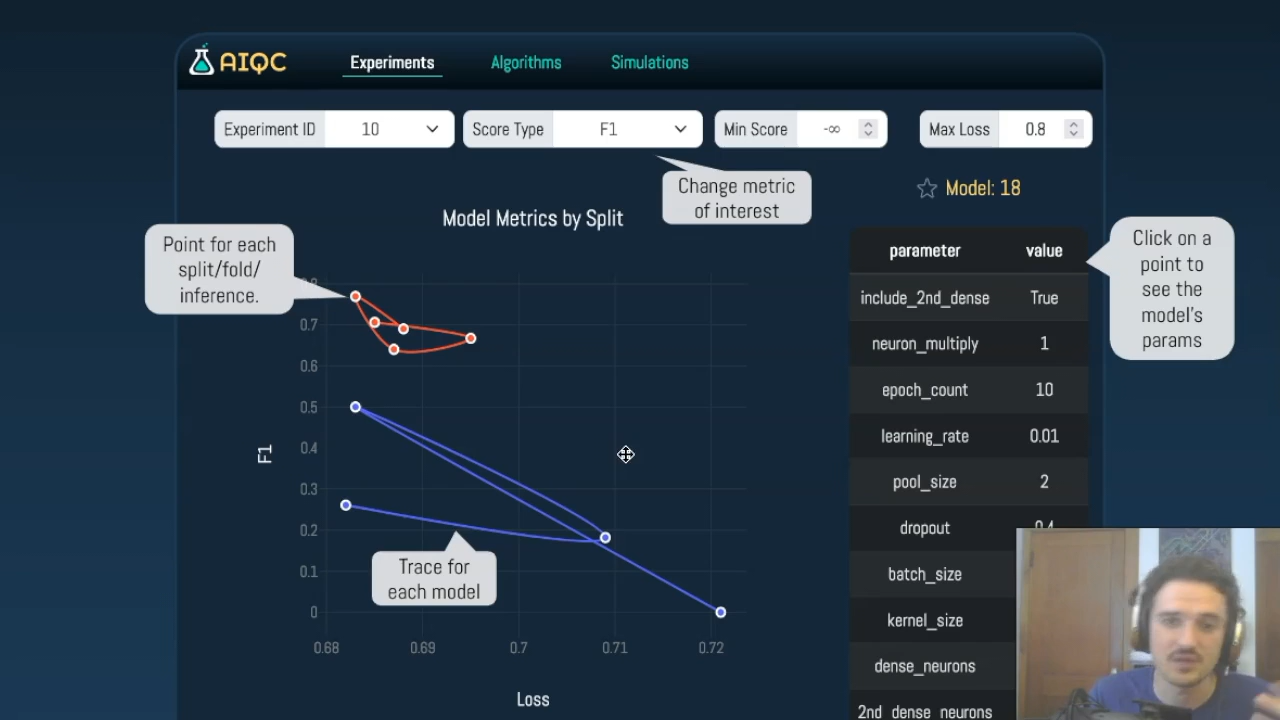 AIQC
Experiments
Algorithms
Simulations
Experiment ID
10
Score Type
F1
Min Score
-∞
Max Loss
0.8
Change metric
of interest
Model: 18
Model Metrics by Split
Point for each
split/fold/
inference.
Click on a
point to
see the
model's
params
parameter value
include_2nd_dense True
neuron_multiply 1
epoch_count 10
learning_rate 0.01
pool_size 2
dropout 0.4
batch_size
kernel_size
dense_neurons
2nd_dense_neurons
0.8
0.7
0.6
0.5
0.4
0.3
0.2
0.1
0
F1
Trace for
each model
0.68 0.69 0.7 0.71 0.72
Loss